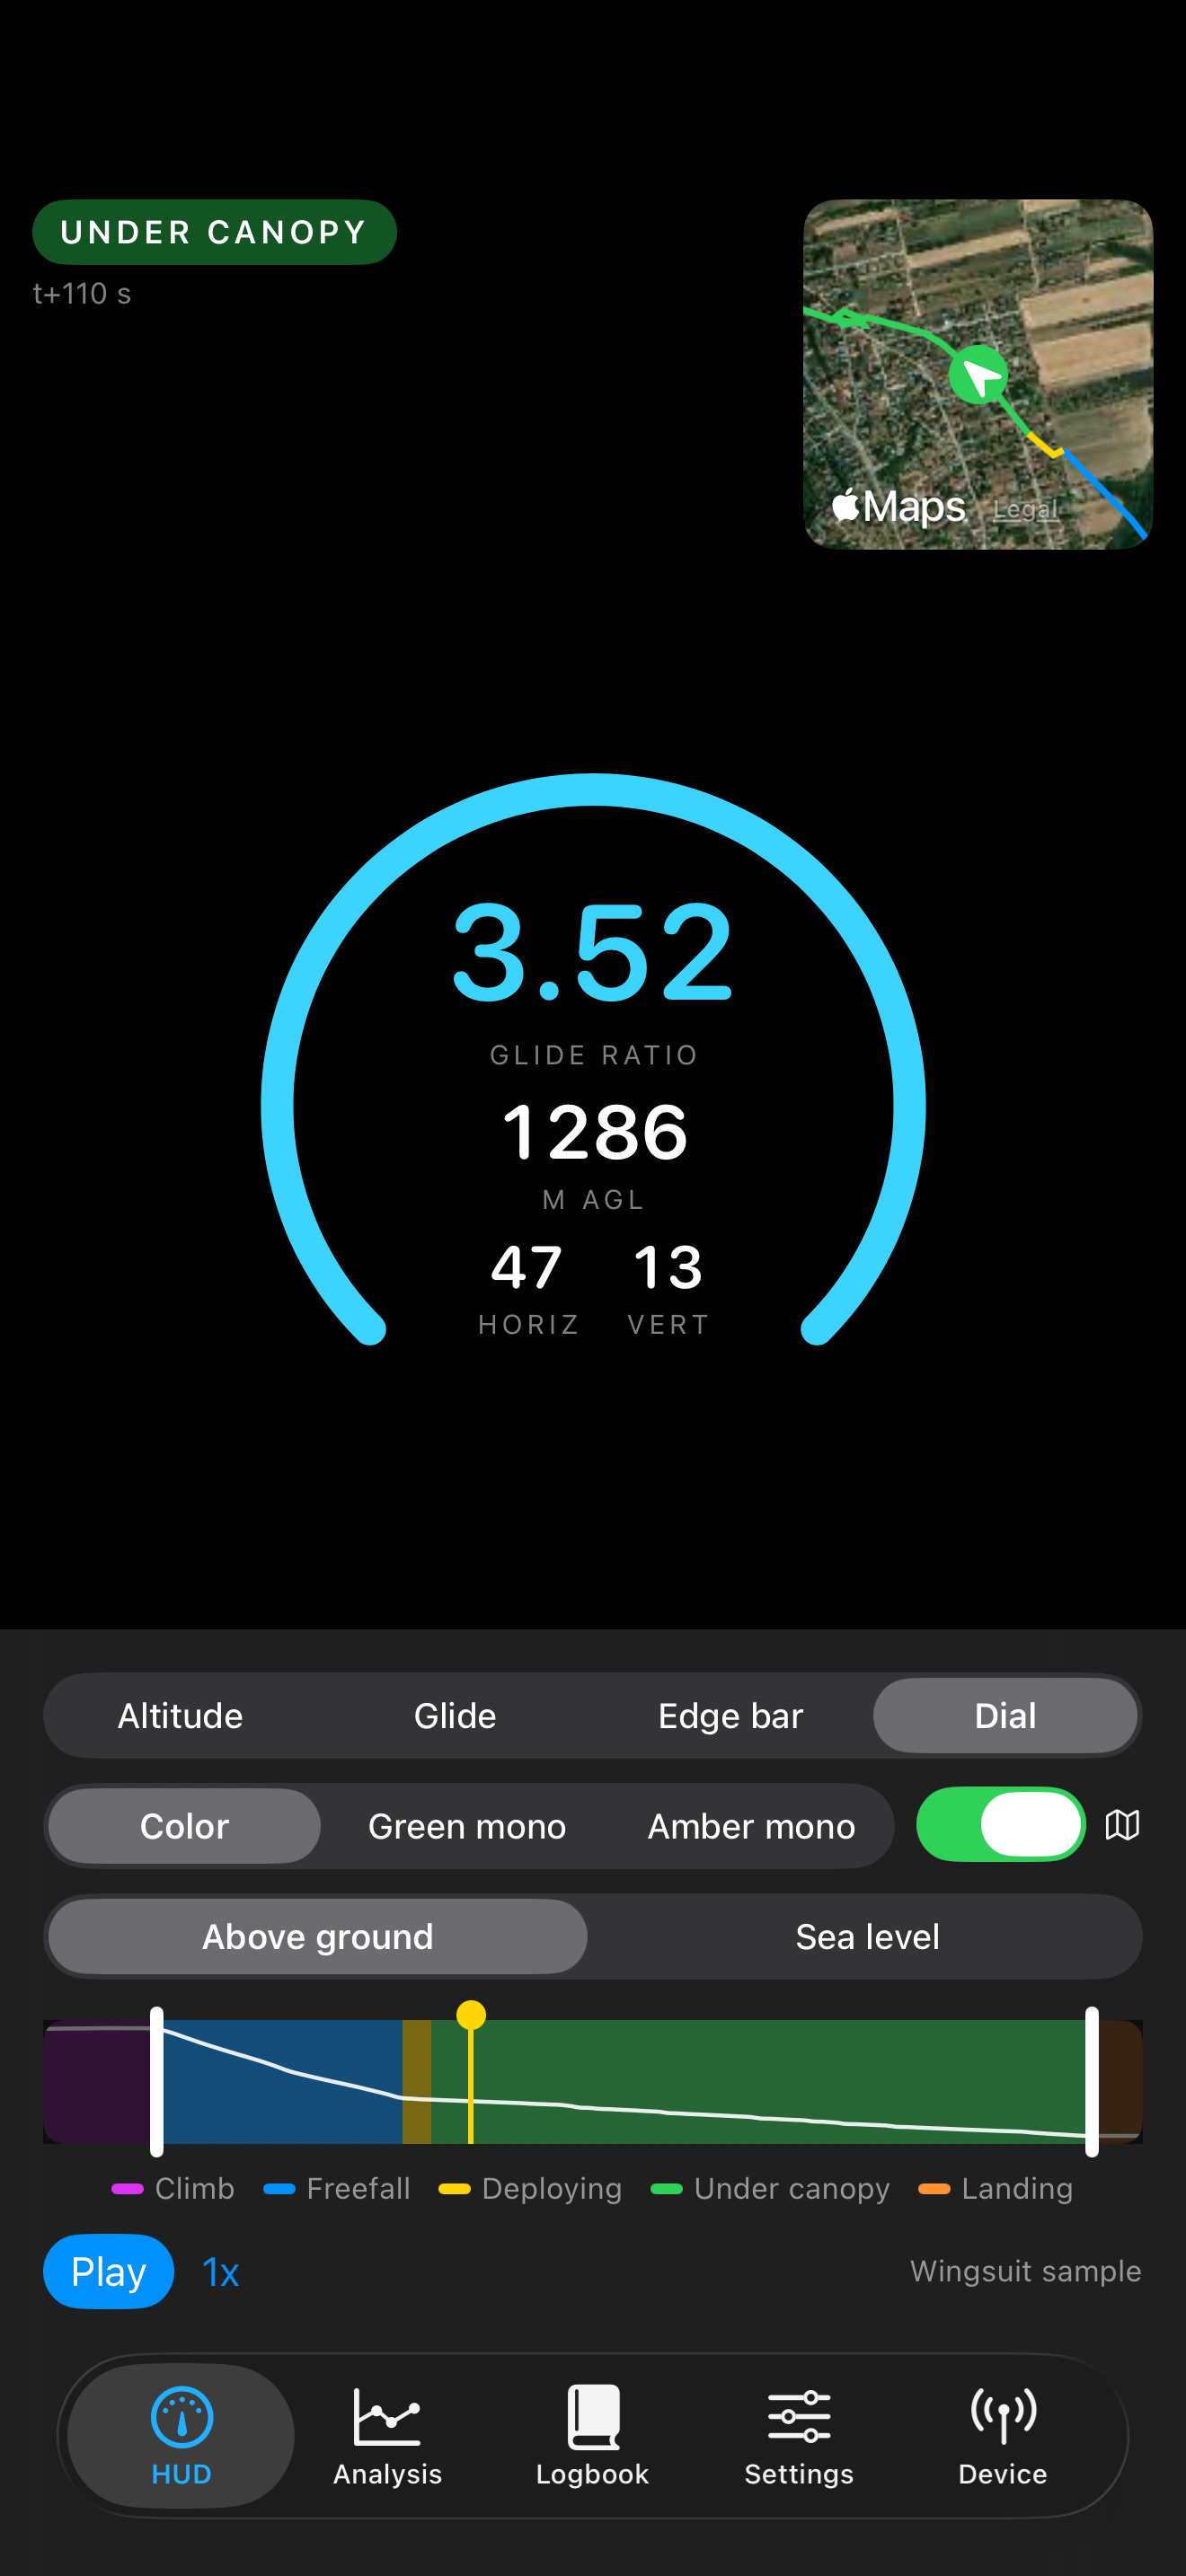 UNDER CANOPY
t+110 s
Maps Legal
3.52
GLIDE RATIO
1286
M AGL
47 13
HORIZ VERT
Altitude Glide Edge bar Dial
Color Green mono Amber mono
Above ground Sea level
Climb Freefall Deploying Under canopy Landing
Play 1x Wingsuit sample
HUD Analysis Logbook Settings Device